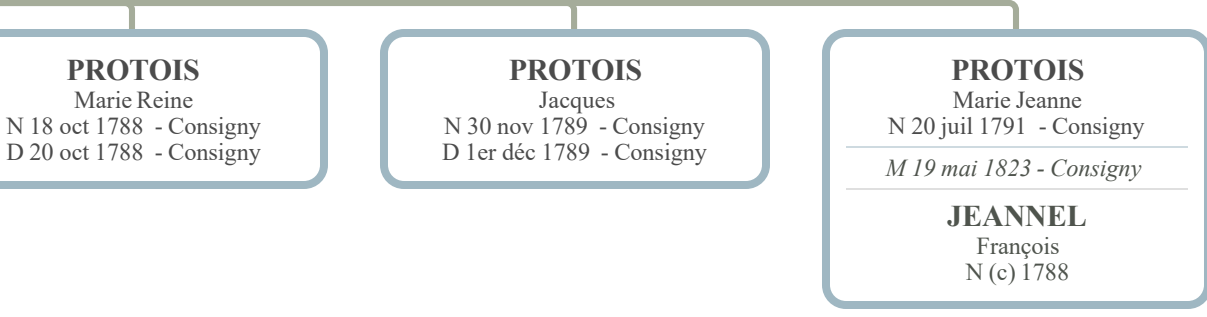 PROTOIS
Marie Reine
N 18 oct 1788 - Consigny
D 20 oct 1788 - Consigny
PROTOIS
Jacques
N 30 nov 1789 - Consigny
D 1er déc 1789 - Consigny
PROTOIS
Marie Jeanne
N 20 juil 1791 - Consigny
M 19 mai 1823 - Consigny
JEANNEL
François
N (c) 1788